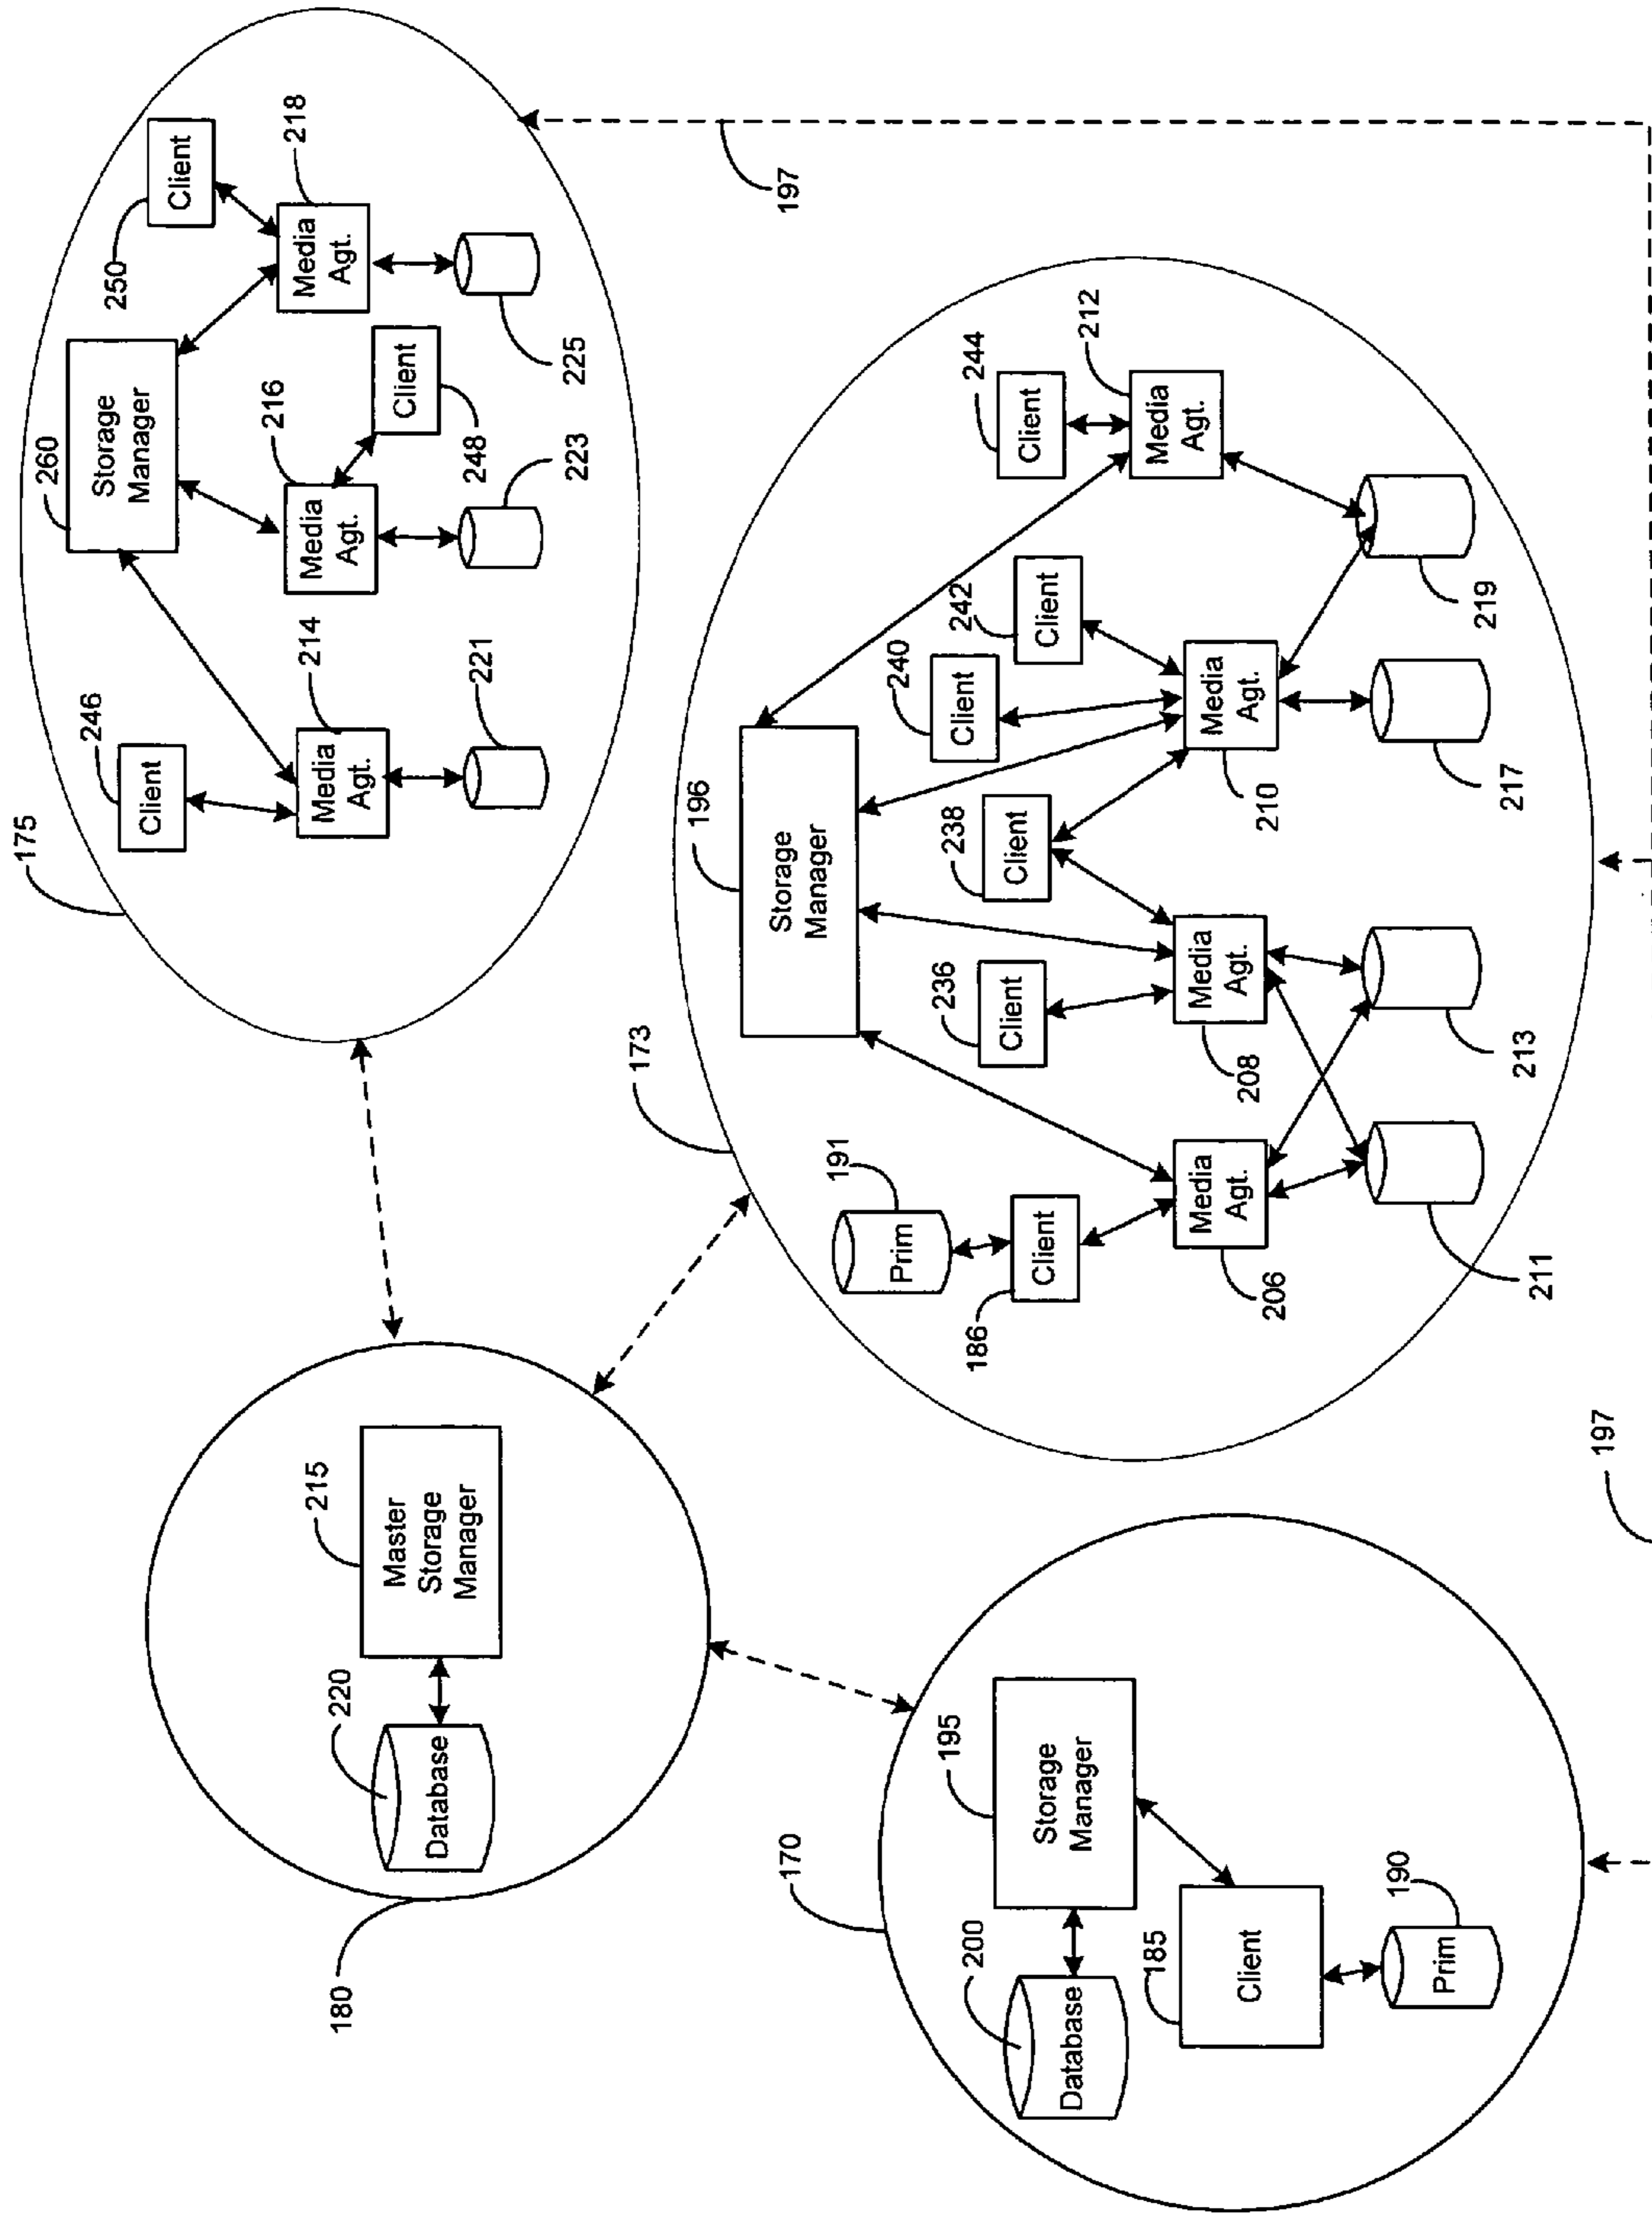 175
246
Client
260
Storage
Manager
250
Client
214
Media
Agt.
216
Media
Agt.
218
Media
Agt.
Client
248
221
223
225
180
220
Database
215
Master
Storage
Manager
197
173
191
Prim
196
Storage
Manager
186
Client
236
Client
238
Client
240
Client
242
Client
244
Client
206
Media
Agt.
208
Media
Agt.
210
Media
Agt.
212
Media
Agt.
211
213
217
219
170
200
Database
195
Storage
Manager
185
Client
190
Prim
197